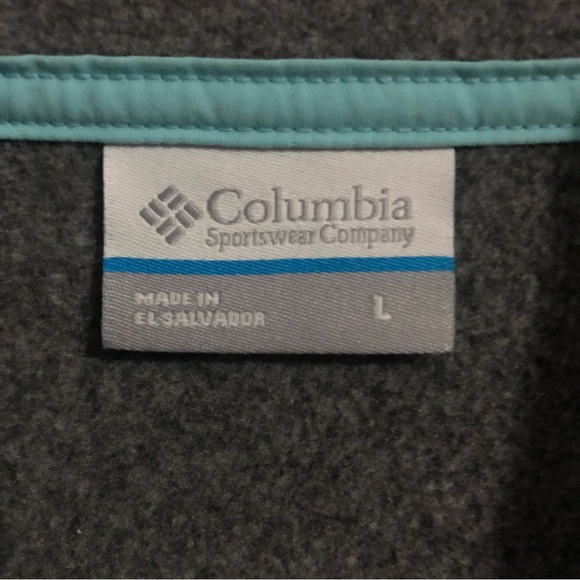 Columbia
Sportswear Company
MADE IN
EL SALVADOR
L